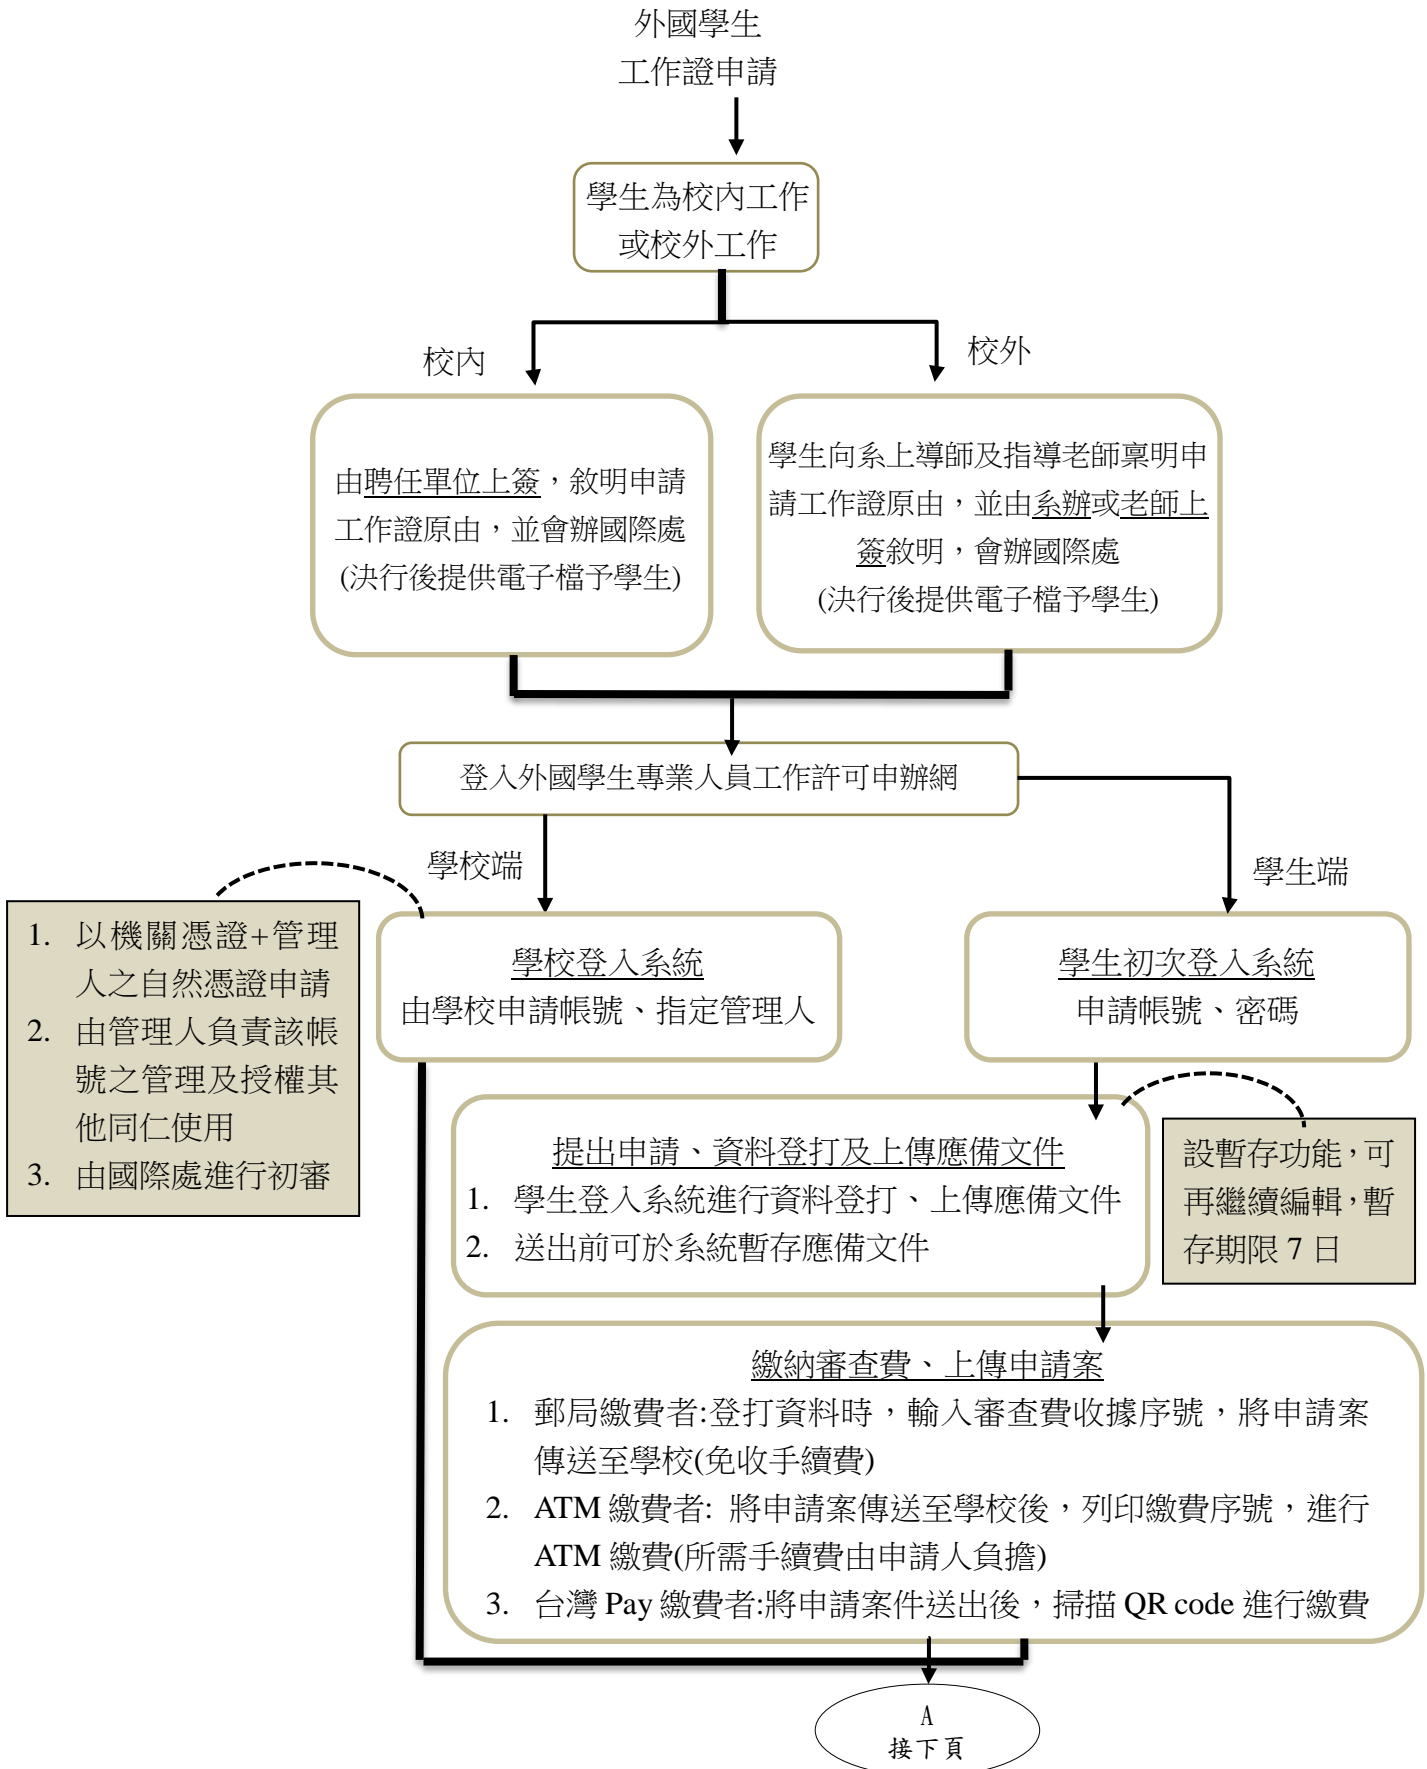 外國學生
工作證申請
學生為校內工作
或校外工作
校內
校外
由聘任單位上簽，敘明申請
工作證原由，並會辦國際處
(決行後提供電子檔予學生)
學生向系上導師及指導老師稟明申
請工作證原由，並由系辦或老師上
簽敘明，會辦國際處
(決行後提供電子檔予學生)
登入外國學生專業人員工作許可申辦網
學校端
學生端
1. 以機關憑證+管理
人之自然憑證申請
2. 由管理人負責該帳
號之管理及授權其
他同仁使用
3. 由國際處進行初審
學校登入系統
由學校申請帳號、指定管理人
學生初次登入系統
申請帳號、密碼
提出申請、資料登打及上傳應備文件
1. 學生登入系統進行資料登打、上傳應備文件
2. 送出前可於系統暫存應備文件
設暫存功能，可
再繼續編輯，暫
存期限 7 日
繳納審查費、上傳申請案
1. 郵局繳費者:登打資料時，輸入審查費收據序號，將申請案
傳送至學校(免收手續費)
2. ATM 繳費者: 將申請案傳送至學校後，列印繳費序號，進行
ATM 繳費(所需手續費由申請人負擔)
3. 台灣 Pay 繳費者:將申請案件送出後，掃描 QR code 進行繳費
A
接下頁